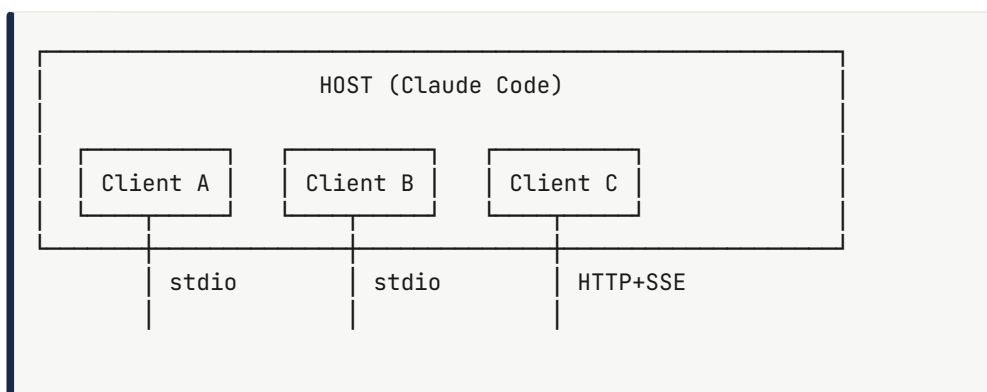 HOST (Claude Code)
Client A Client B Client C
stdio stdio HTTP+SSE